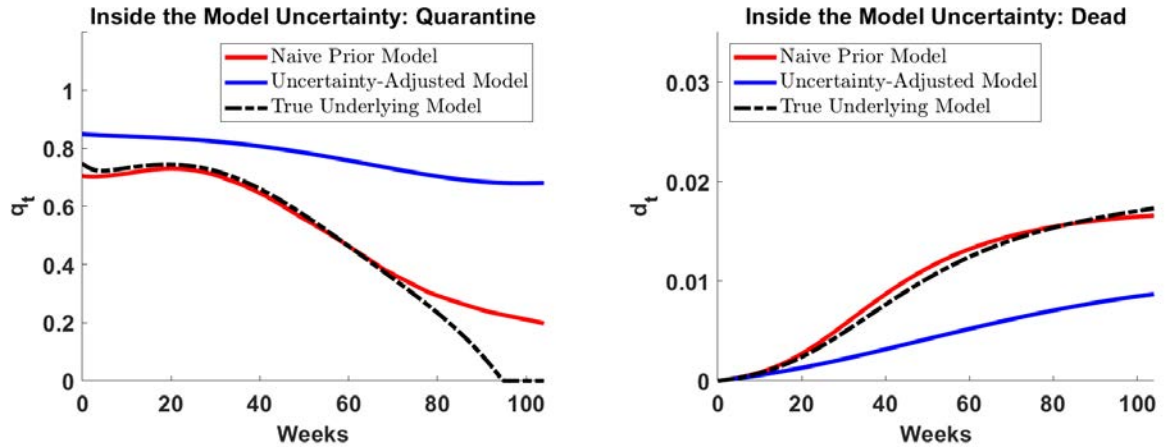 Inside the Model Uncertainty: Quarantine
Naive Prior Model
Uncertainty-Adjusted Model
True Underlying Model
1
0.8
0.6
0.4
0.2
0
q_t
0 20 40 60 80 100
Weeks
Inside the Model Uncertainty: Dead
Naive Prior Model
Uncertainty-Adjusted Model
True Underlying Model
0.03
0.02
0.01
0
d_t
0 20 40 60 80 100
Weeks